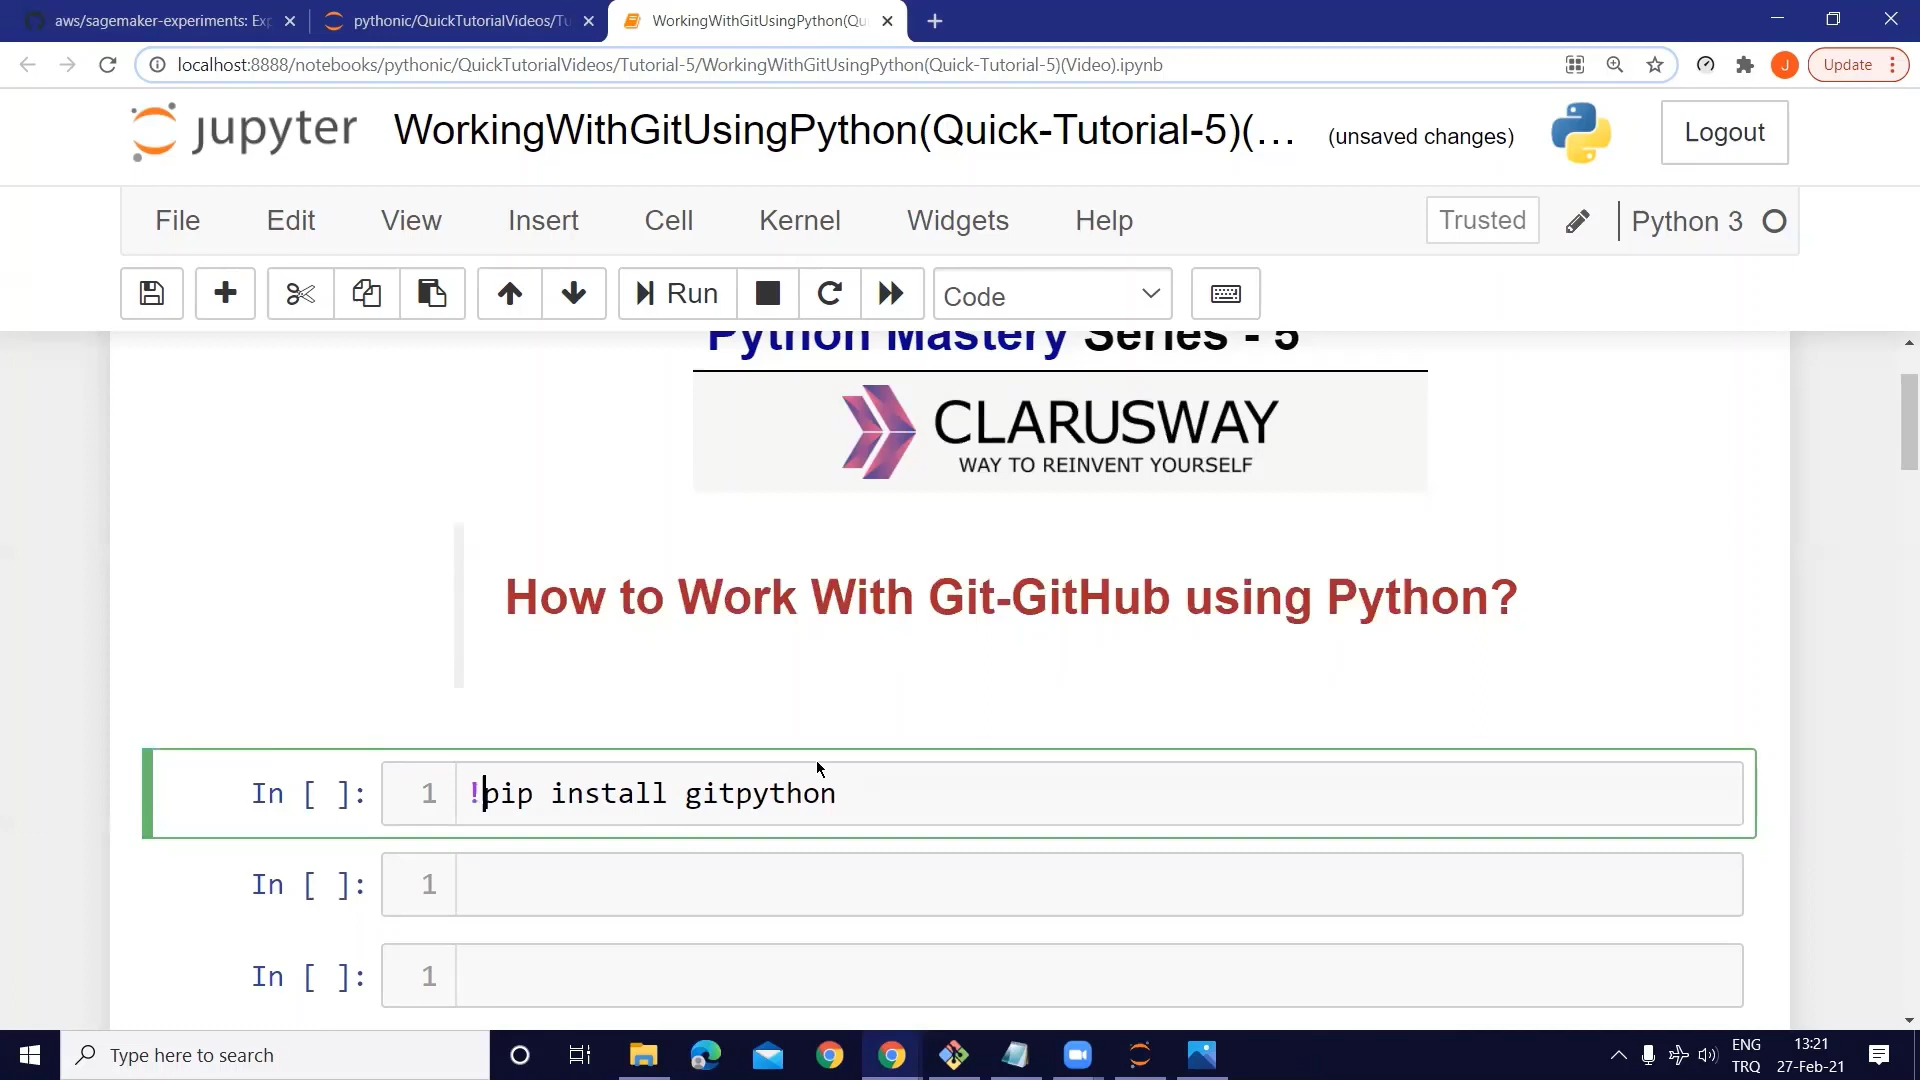 aws/sagemaker-experiments: Exp
pythonic/QuickTutorialVideos/Tu
WorkingWithGitUsingPython(Qu
localhost:8888/notebooks/pythonic/QuickTutorialVideos/Tutorial-5/WorkingWithGitUsingPython(Quick-Tutorial-5)(Video).ipynb
J
Update
jupyter
WorkingWithGitUsingPython(Quick-Tutorial-5)(...
(unsaved changes)
Logout
File Edit View Insert Cell Kernel Widgets Help
Trusted
Python 3
Run
Code
Python Mastery Series - 5
CLARUSWAY
WAY TO REINVENT YOURSELF
How to Work With Git-GitHub using Python?
In [ ]: 1 !pip install gitpython
In [ ]: 1
In [ ]: 1
Type here to search
ENG
TRQ
13:21
27-Feb-21